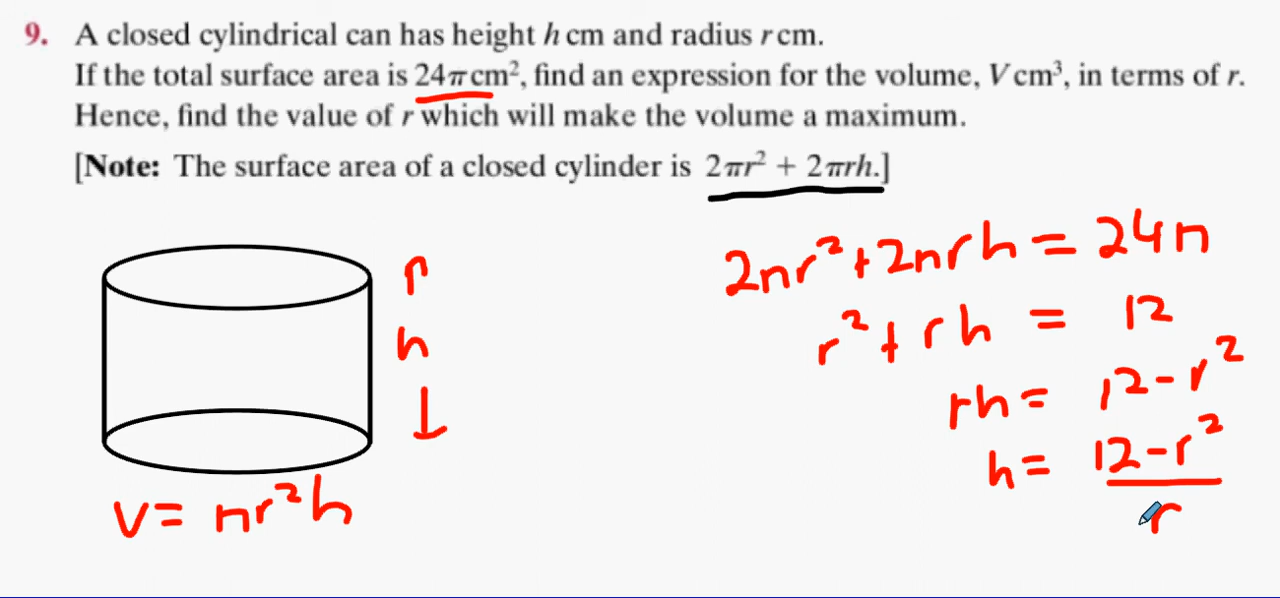 9. A closed cylindrical can has height h cm and radius r cm.
If the total surface area is 24π cm², find an expression for the volume, V cm³, in terms of r.
Hence, find the value of r which will make the volume a maximum.
[Note: The surface area of a closed cylinder is 2πr² + 2πrh.]
r
h
V= πr²h
2πr²+2πrh = 24π
r²+rh = 12
rh= 12-r²
h= 12-r²
r